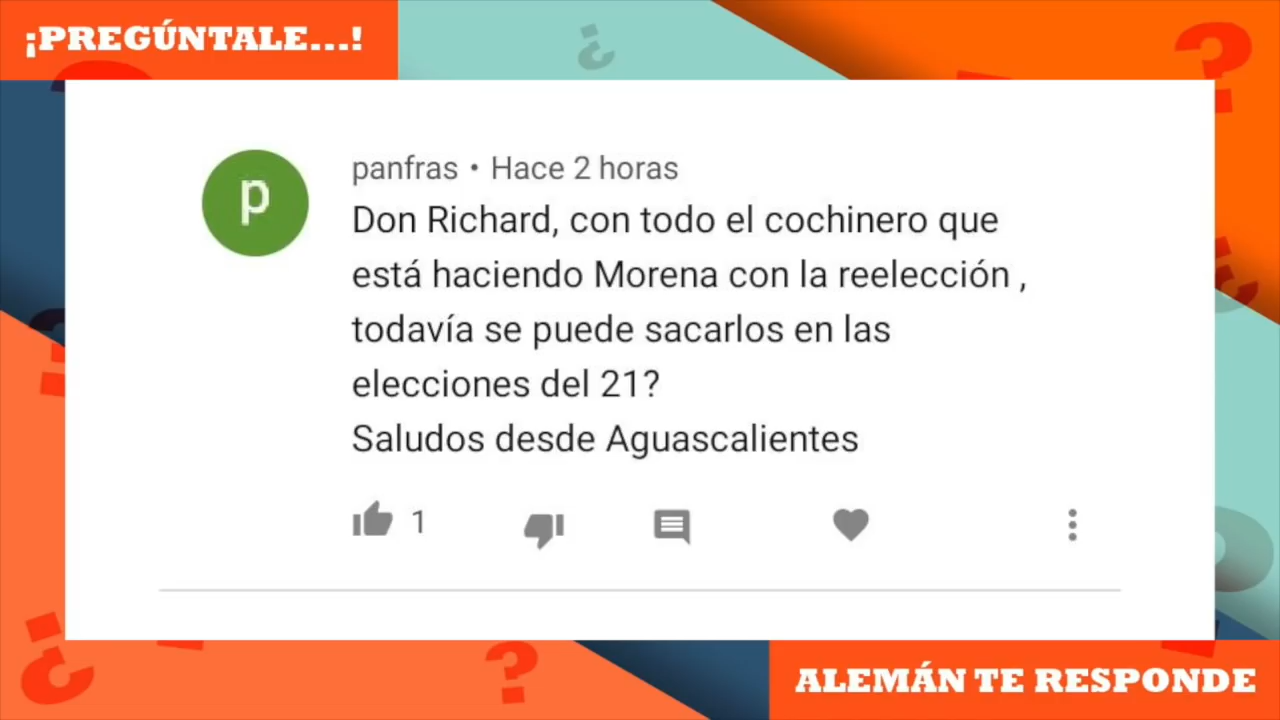 ¡PREGÚNTALE...!
panfras • Hace 2 horas
Don Richard, con todo el cochinero que
está haciendo Morena con la reelección ,
todavía se puede sacarlos en las
elecciones del 21?
Saludos desde Aguascalientes
1
ALEMÁN TE RESPONDE